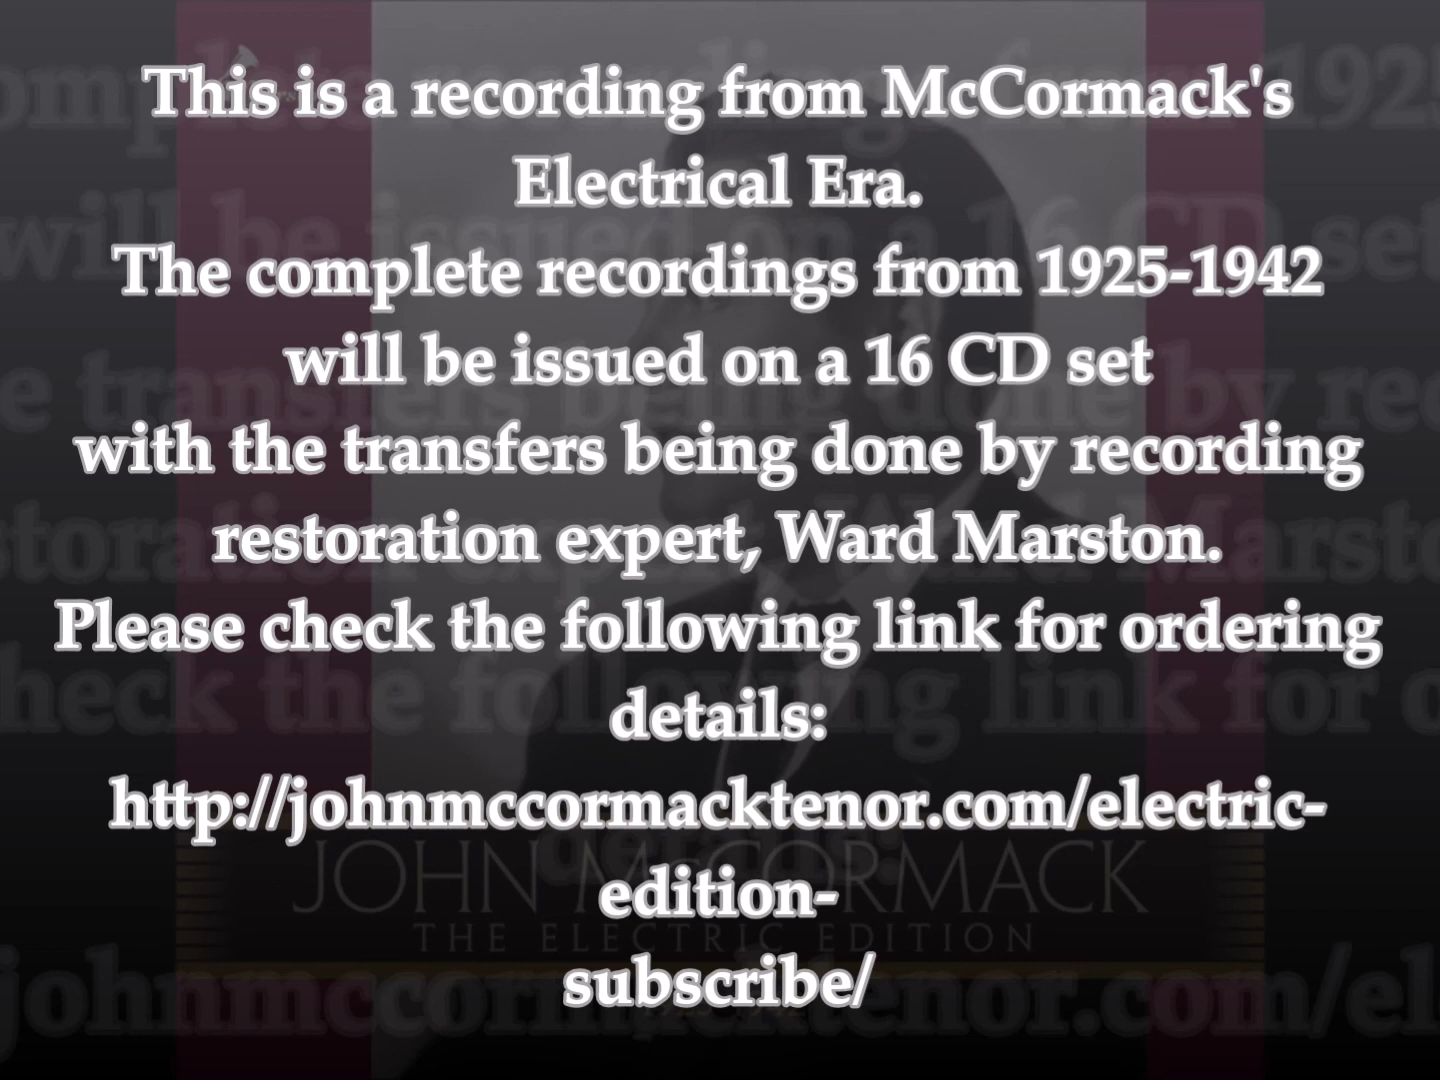 This is a recording from McCormack's
Electrical Era.
The complete recordings from 1925-1942
will be issued on a 16 CD set
with the transfers being done by recording
restoration expert, Ward Marston.
Please check the following link for ordering
details:
http://johnmccormacktenor.com/electric-
edition-
subscribe/
JOHN McCORMACK
THE ELECTRIC EDITION